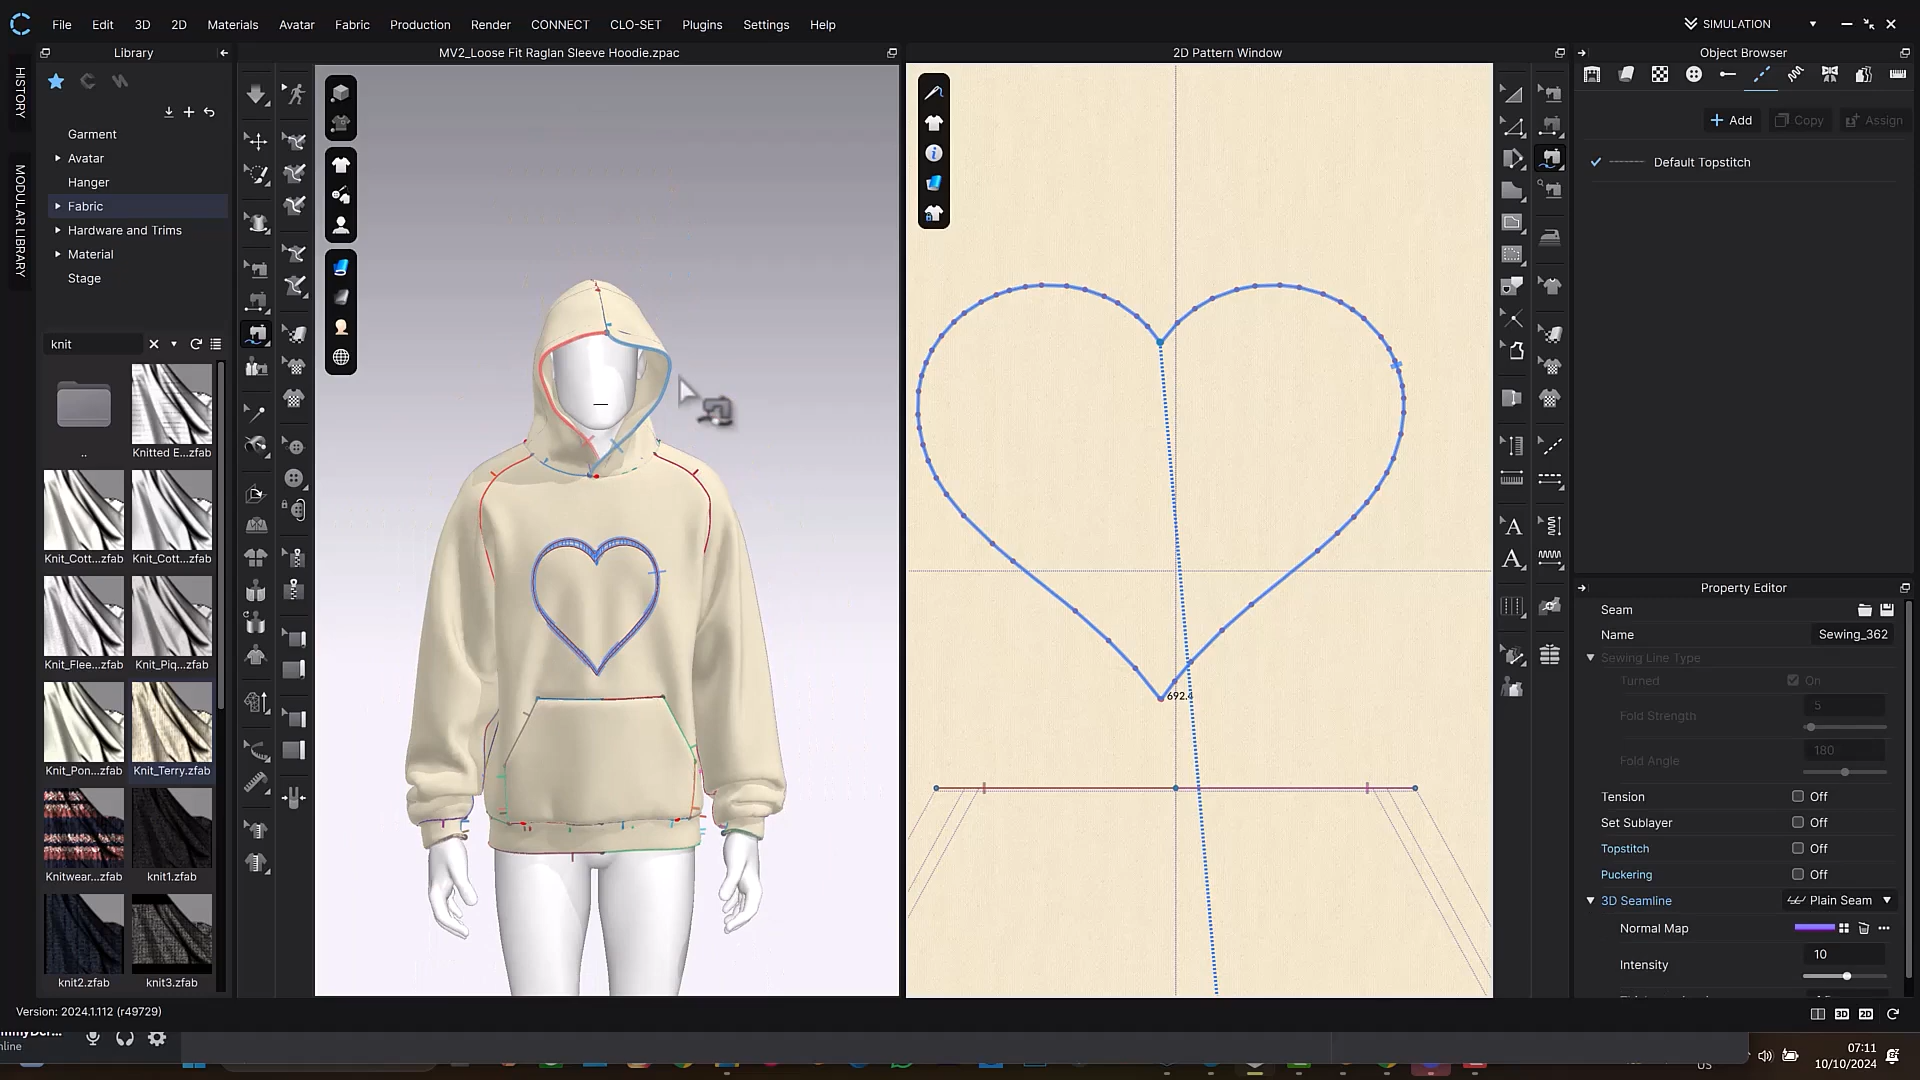 File Edit 3D 2D Materials Avatar Fabric Production Render CONNECT CLO-SET Plugins Settings Help SIMULATION
Library
MV2_Loose Fit Raglan Sleeve Hoodie.zpac
2D Pattern Window
Object Browser
HISTORY
MODULAR LIBRARY
Garment
Avatar
Hanger
Fabric
Hardware and Trims
Material
Stage
knit
..
Knitted E...zfab
Knit_Cott...zfab
Knit_Cott...zfab
Knit_Flee...zfab
Knit_Piq....zfab
Knit_Pon...zfab
Knit_Terry.zfab
Knitwear...zfab
knit1.zfab
knit2.zfab
knit3.zfab
692.4
Add Copy Assign
Default Topstitch
Property Editor
Seam
Name Sewing_362
Sewing Line Type
Turned On
Fold Strength 5
Fold Angle 180
Tension Off
Set Sublayer Off
Topstitch Off
Puckering Off
3D Seamline Plain Seam
Normal Map
Intensity 10
Version: 2024.1.112 (r49729)
3D 2D
07:11
US
10/10/2024